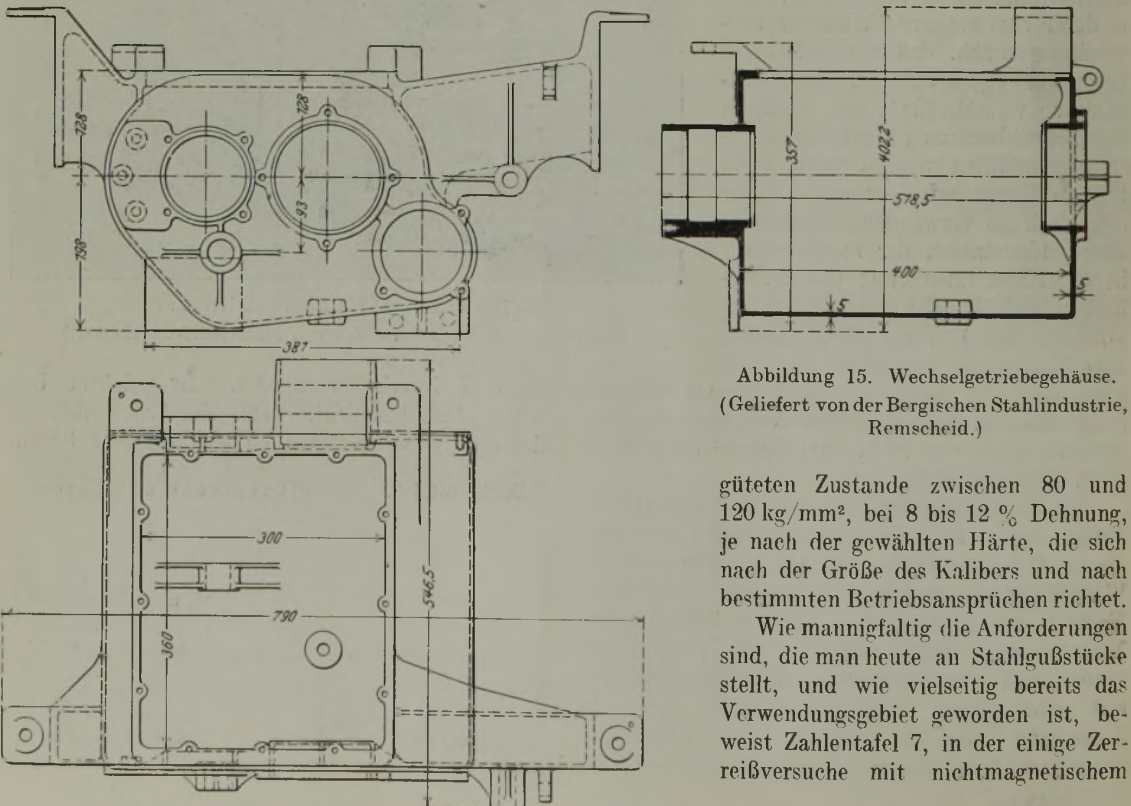 128
198
128
93
387
357
402,2
518,5
400
5
5
300
790
360
546,5
Abbildung 15. Wechselgetriebegehäuse.
(Geliefert von der Bergischen Stahlindustrie,
Remscheid.)
güteten Zustande zwischen 80 und
120 kg/mm², bei 8 bis 12 % Dehnung,
je nach der gewählten Härte, die sich
nach der Größe des Kalibers und nach
bestimmten Betriebsansprüchen richtet.
Wie mannigfaltig die Anforderungen
sind, die man heute an Stahlgußstücke
stellt, und wie vielseitig bereits das
Verwendungsgebiet geworden ist, be-
weist Zahlentafel 7, in der einige Zer-
reißversuche mit nichtmagnetischem